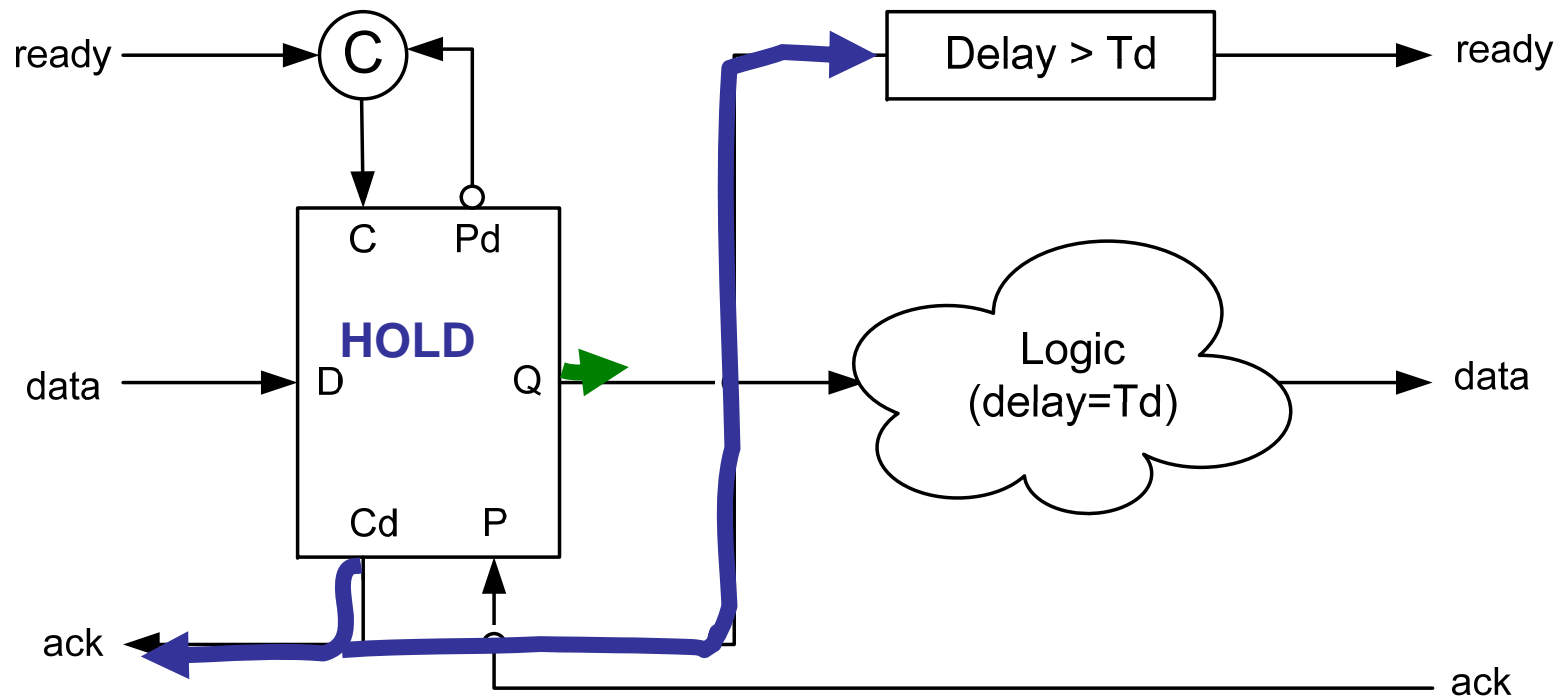 ready
C
Delay > Td
ready
C
Pd
HOLD
data
D
Q
Logic
(delay=Td)
data
Cd
P
ack
ack